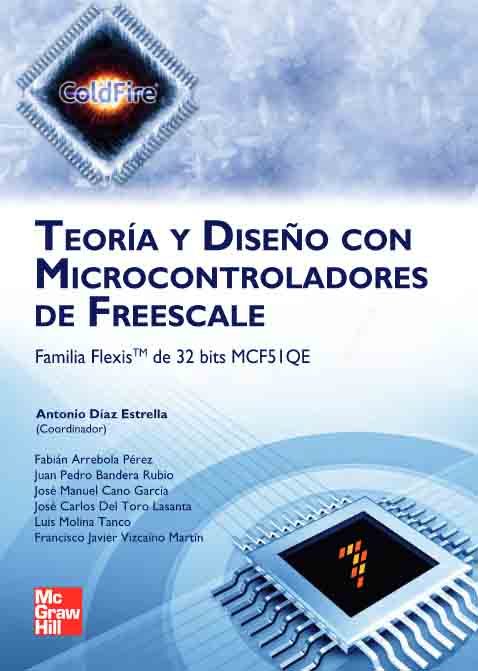 ColdFire®
TEORÍA Y DISEÑO CON
MICROCONTROLADORES
DE FREESCALE
Familia Flexis™ de 32 bits MCF51QE
Antonio Díaz Estrella
(Coordinador)
Fabián Arrebola Pérez
Juan Pedro Bandera Rubio
José Manuel Cano García
José Carlos Del Toro Lasanta
Luis Molina Tanco
Francisco Javier Vizcaíno Martín
Mc
Graw
Hill